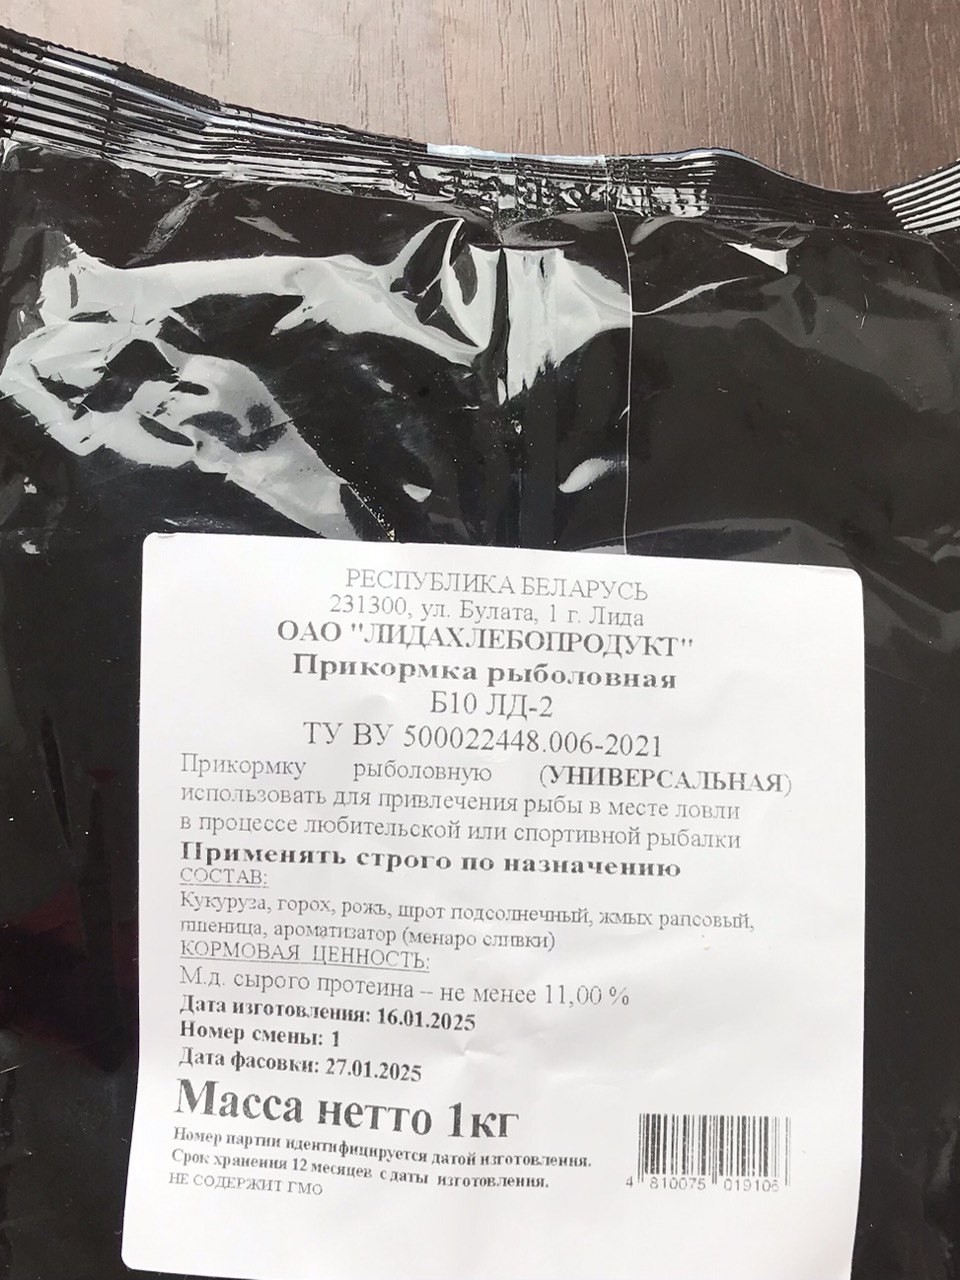 РЕСПУБЛИКА БЕЛАРУСЬ
231300, ул. Булата, 1 г. Лида
ОАО "ЛИДАХЛЕБОПРОДУКТ"
Прикормка рыболовная
Б10 ЛД-2
ТУ ВY 500022448.006-2021
Прикормку рыболовную (УНИВЕРСАЛЬНАЯ)
использовать для привлечения рыбы в месте ловли
в процессе любительской или спортивной рыбалки
Применять строго по назначению
СОСТАВ:
Кукуруза, горох, рожь, шрот подсолнечный, жмых рапсовый,
пшеница, ароматизатор (менаро сливки)
КОРМОВАЯ ЦЕННОСТЬ:
М.д. сырого протеина – не менее 11,00 %
Дата изготовления: 16.01.2025
Номер смены: 1
Дата фасовки: 27.01.2025
Масса нетто 1кг
Номер партии идентифицируется датой изготовления.
Срок хранения 12 месяцев с даты изготовления.
НЕ СОДЕРЖИТ ГМО
4 810075 019106